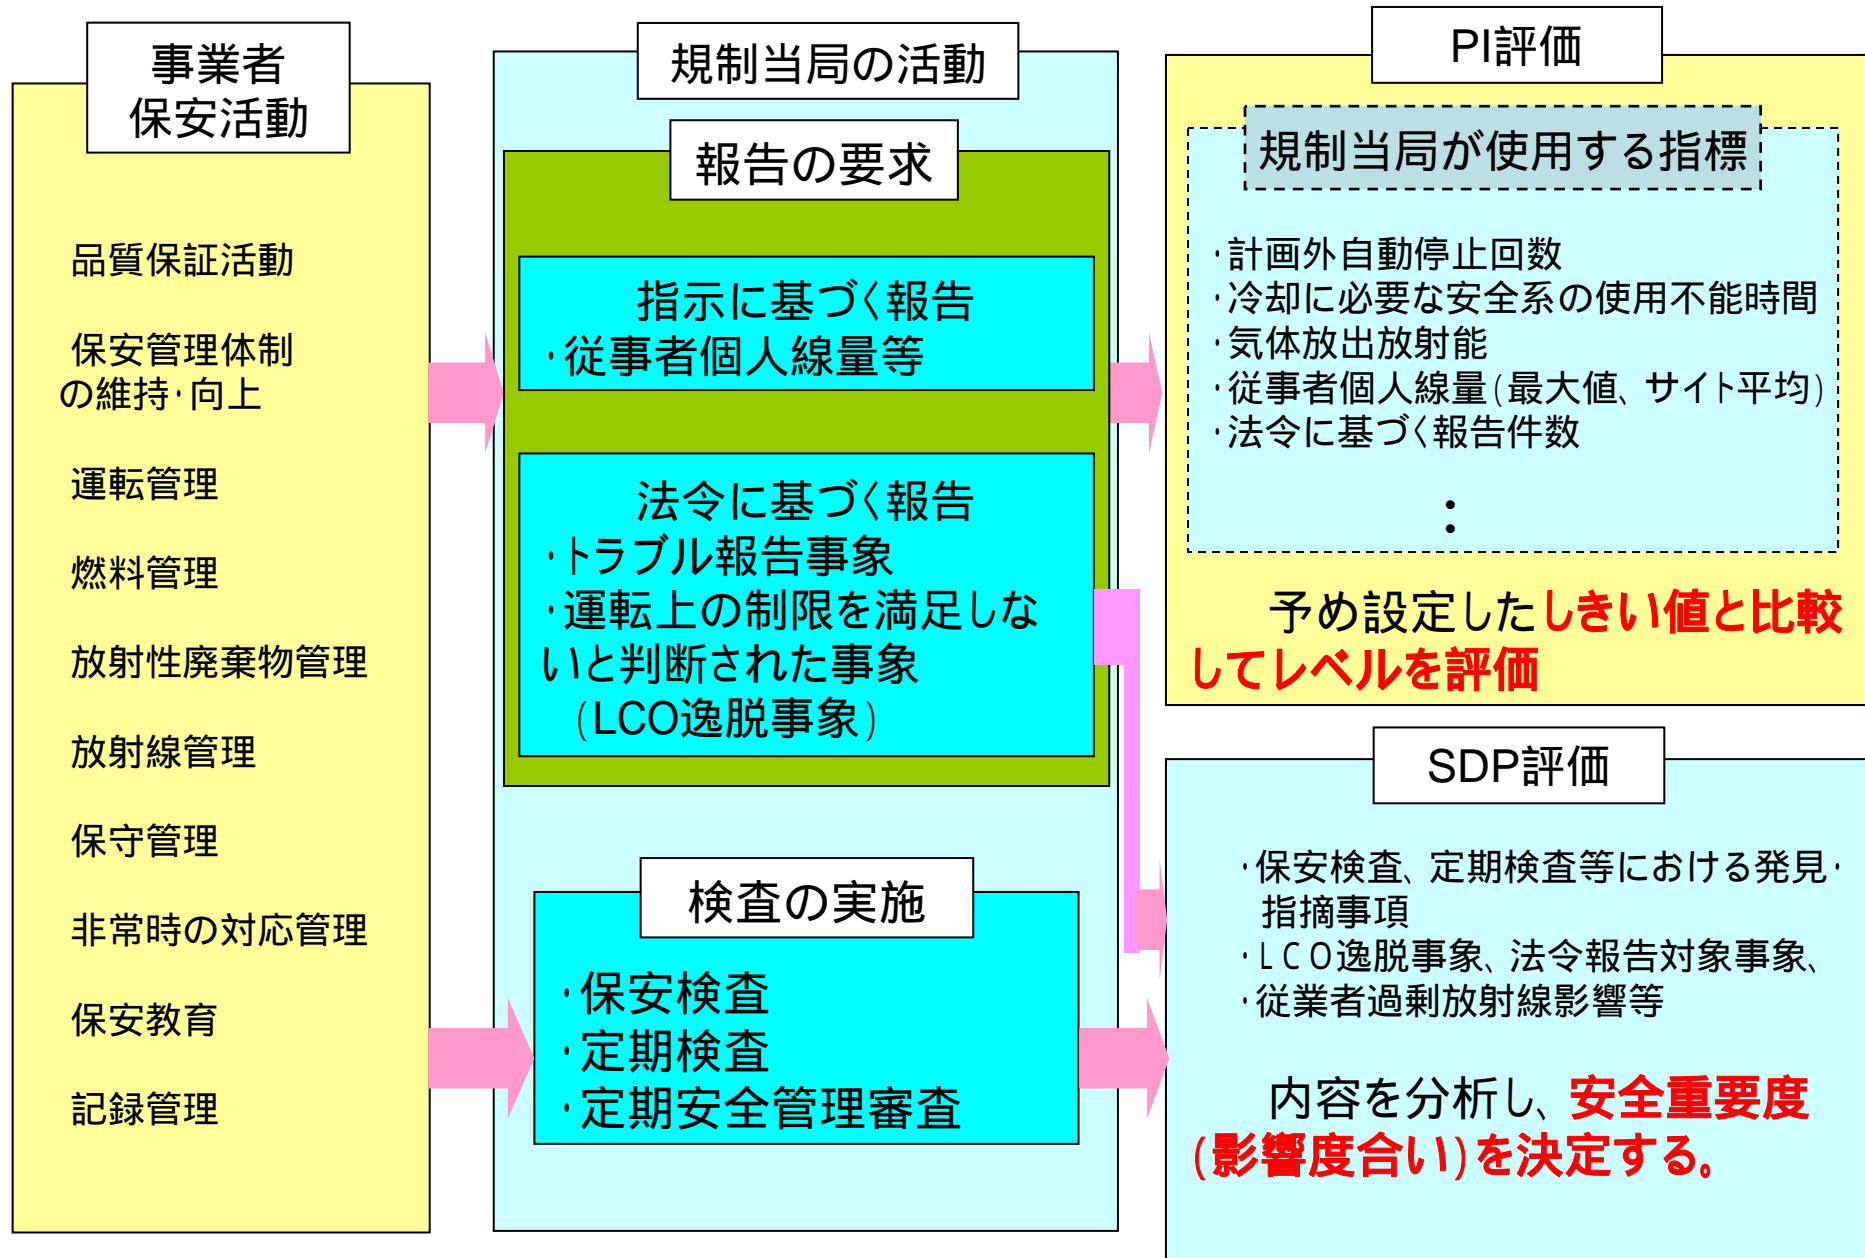 事業者
保安活動
品質保証活動
保安管理体制
の維持・向上
運転管理
燃料管理
放射性廃棄物管理
放射線管理
保守管理
非常時の対応管理
保安教育
記録管理
規制当局の活動
報告の要求
指示に基づく報告
・従事者個人線量等
法令に基づく報告
・トラブル報告事象
・運転上の制限を満足しな
いと判断された事象
(LCO逸脱事象)
検査の実施
・保安検査
・定期検査
・定期安全管理審査
PI評価
規制当局が使用する指標
・計画外自動停止回数
・冷却に必要な安全系の使用不能時間
・気体放出放射能
・従事者個人線量(最大値、サイト平均)
・法令に基づく報告件数
:
予め設定したしきい値と比較
してレベルを評価
SDP評価
・保安検査、定期検査等における発見・
指摘事項
・LCO逸脱事象、法令報告対象事象、
・従業者過剰放射線影響等
内容を分析し、安全重要度
(影響度合い)を決定する。